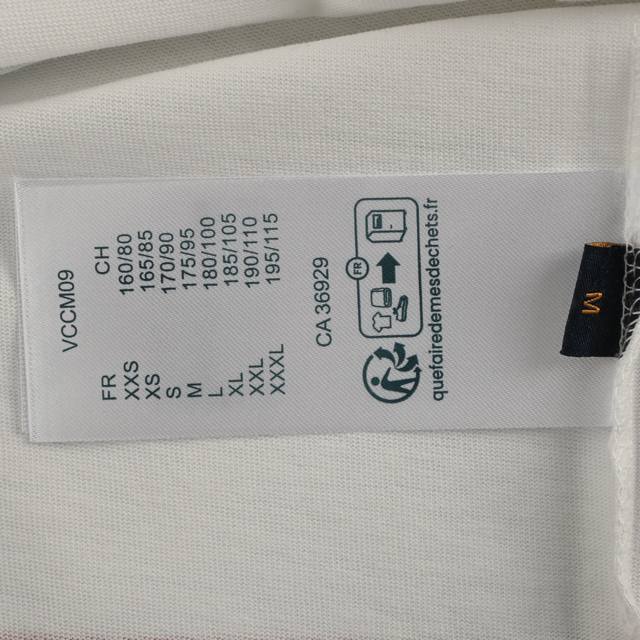 VCCM09
FR CH
XXS 160/80
XS 165/85
S 170/90
M 175/95
L 180/100
XL 185/105
XXL 190/110
XXXL 195/115
CA 36929
FR
quefairedemesdechets.fr
M